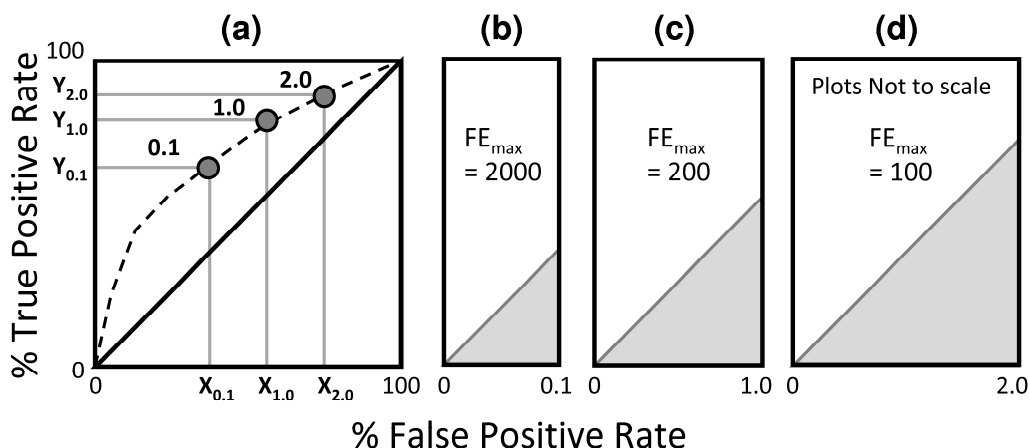 (a)
(b)
(c)
(d)
% True Positive Rate
100
Y2.0
Y1.0
Y0.1
0
0.1
1.0
2.0
0
X0.1
X1.0
X2.0
100
FEmax
= 2000
0
0.1
FEmax
= 200
0
1.0
Plots Not to scale
FEmax
= 100
0
2.0
% False Positive Rate